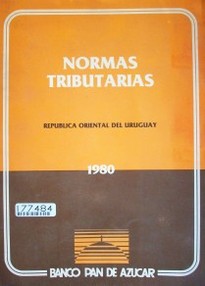 NORMAS
TRIBUTARIAS
REPUBLICA ORIENTAL DEL URUGUAY
1980
177484
BANCO PAN DE AZUCAR